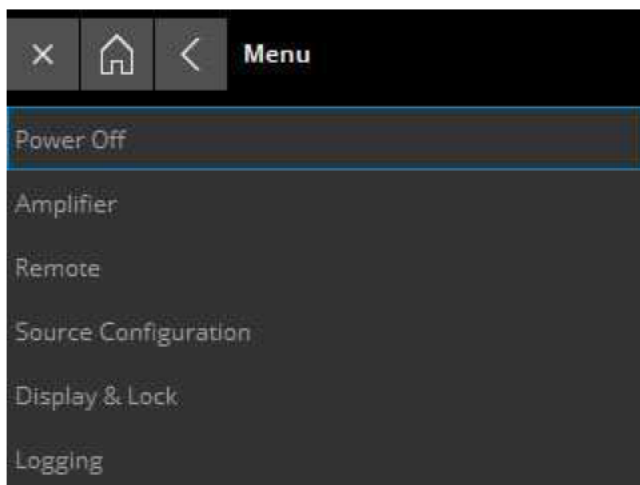 Menu
Power Off
Amplifier
Remote
Source Configuration
Display & Lock
Logging